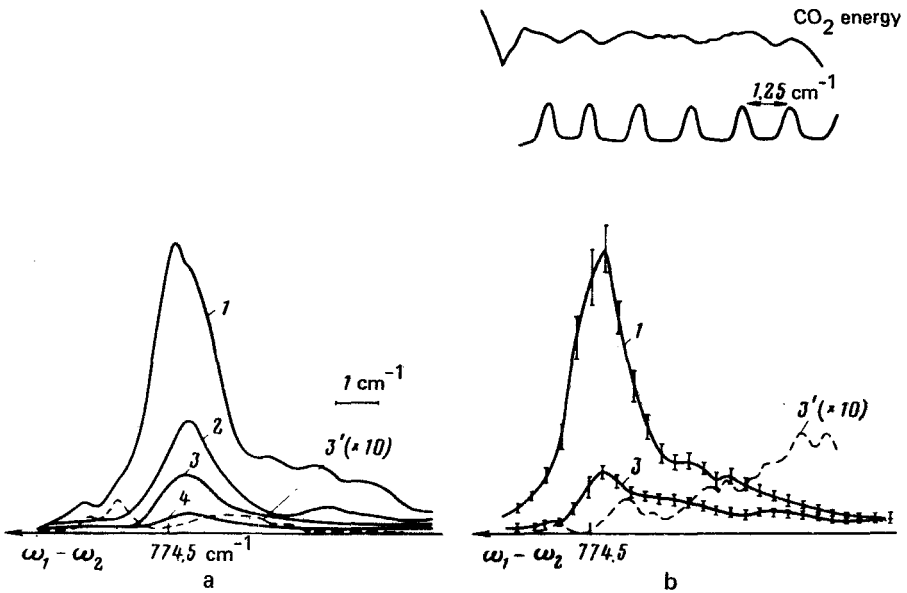 CO2 energy
1,25 cm-1
1
2
3
4
1 cm-1
3'(×10)
ω1 - ω2 774,5 cm-1
a
1
3
3'(×10)
ω1 - ω2 774,5
b